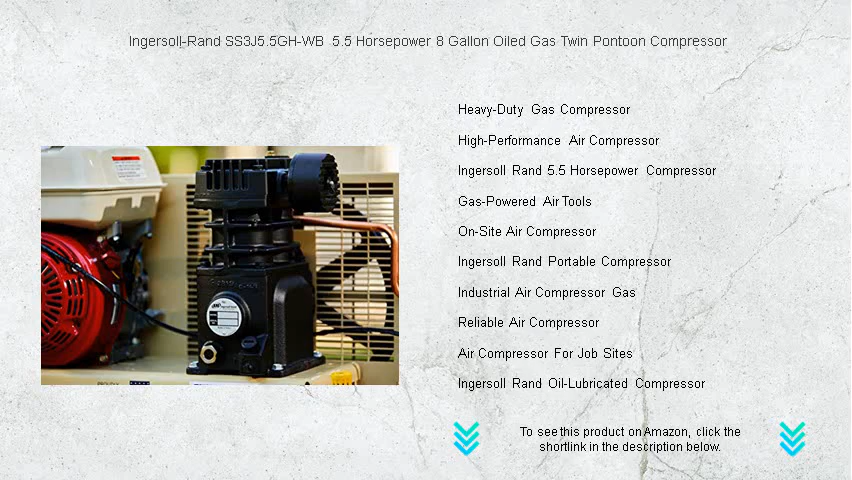 Ingersoll-Rand SS3J5.5GH-WB 5.5 Horsepower 8 Gallon Oiled Gas Twin Pontoon Compressor
Heavy-Duty Gas Compressor
High-Performance Air Compressor
Ingersoll Rand 5.5 Horsepower Compressor
Gas-Powered Air Tools
On-Site Air Compressor
Ingersoll Rand Portable Compressor
Industrial Air Compressor Gas
Reliable Air Compressor
Air Compressor For Job Sites
Ingersoll Rand Oil-Lubricated Compressor
To see this product on Amazon, click the
shortlink in the description below.